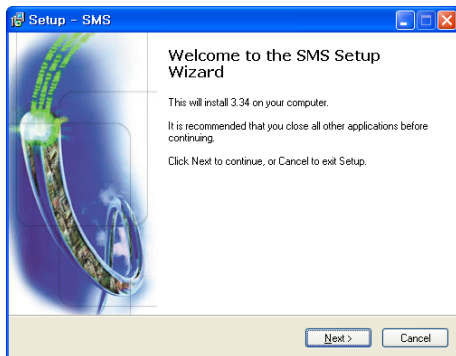 Setup - SMS
Welcome to the SMS Setup
Wizard
This will install 3.34 on your computer.
It is recommended that you close all other applications before
continuing.
Click Next to continue, or Cancel to exit Setup.
Next >
Cancel